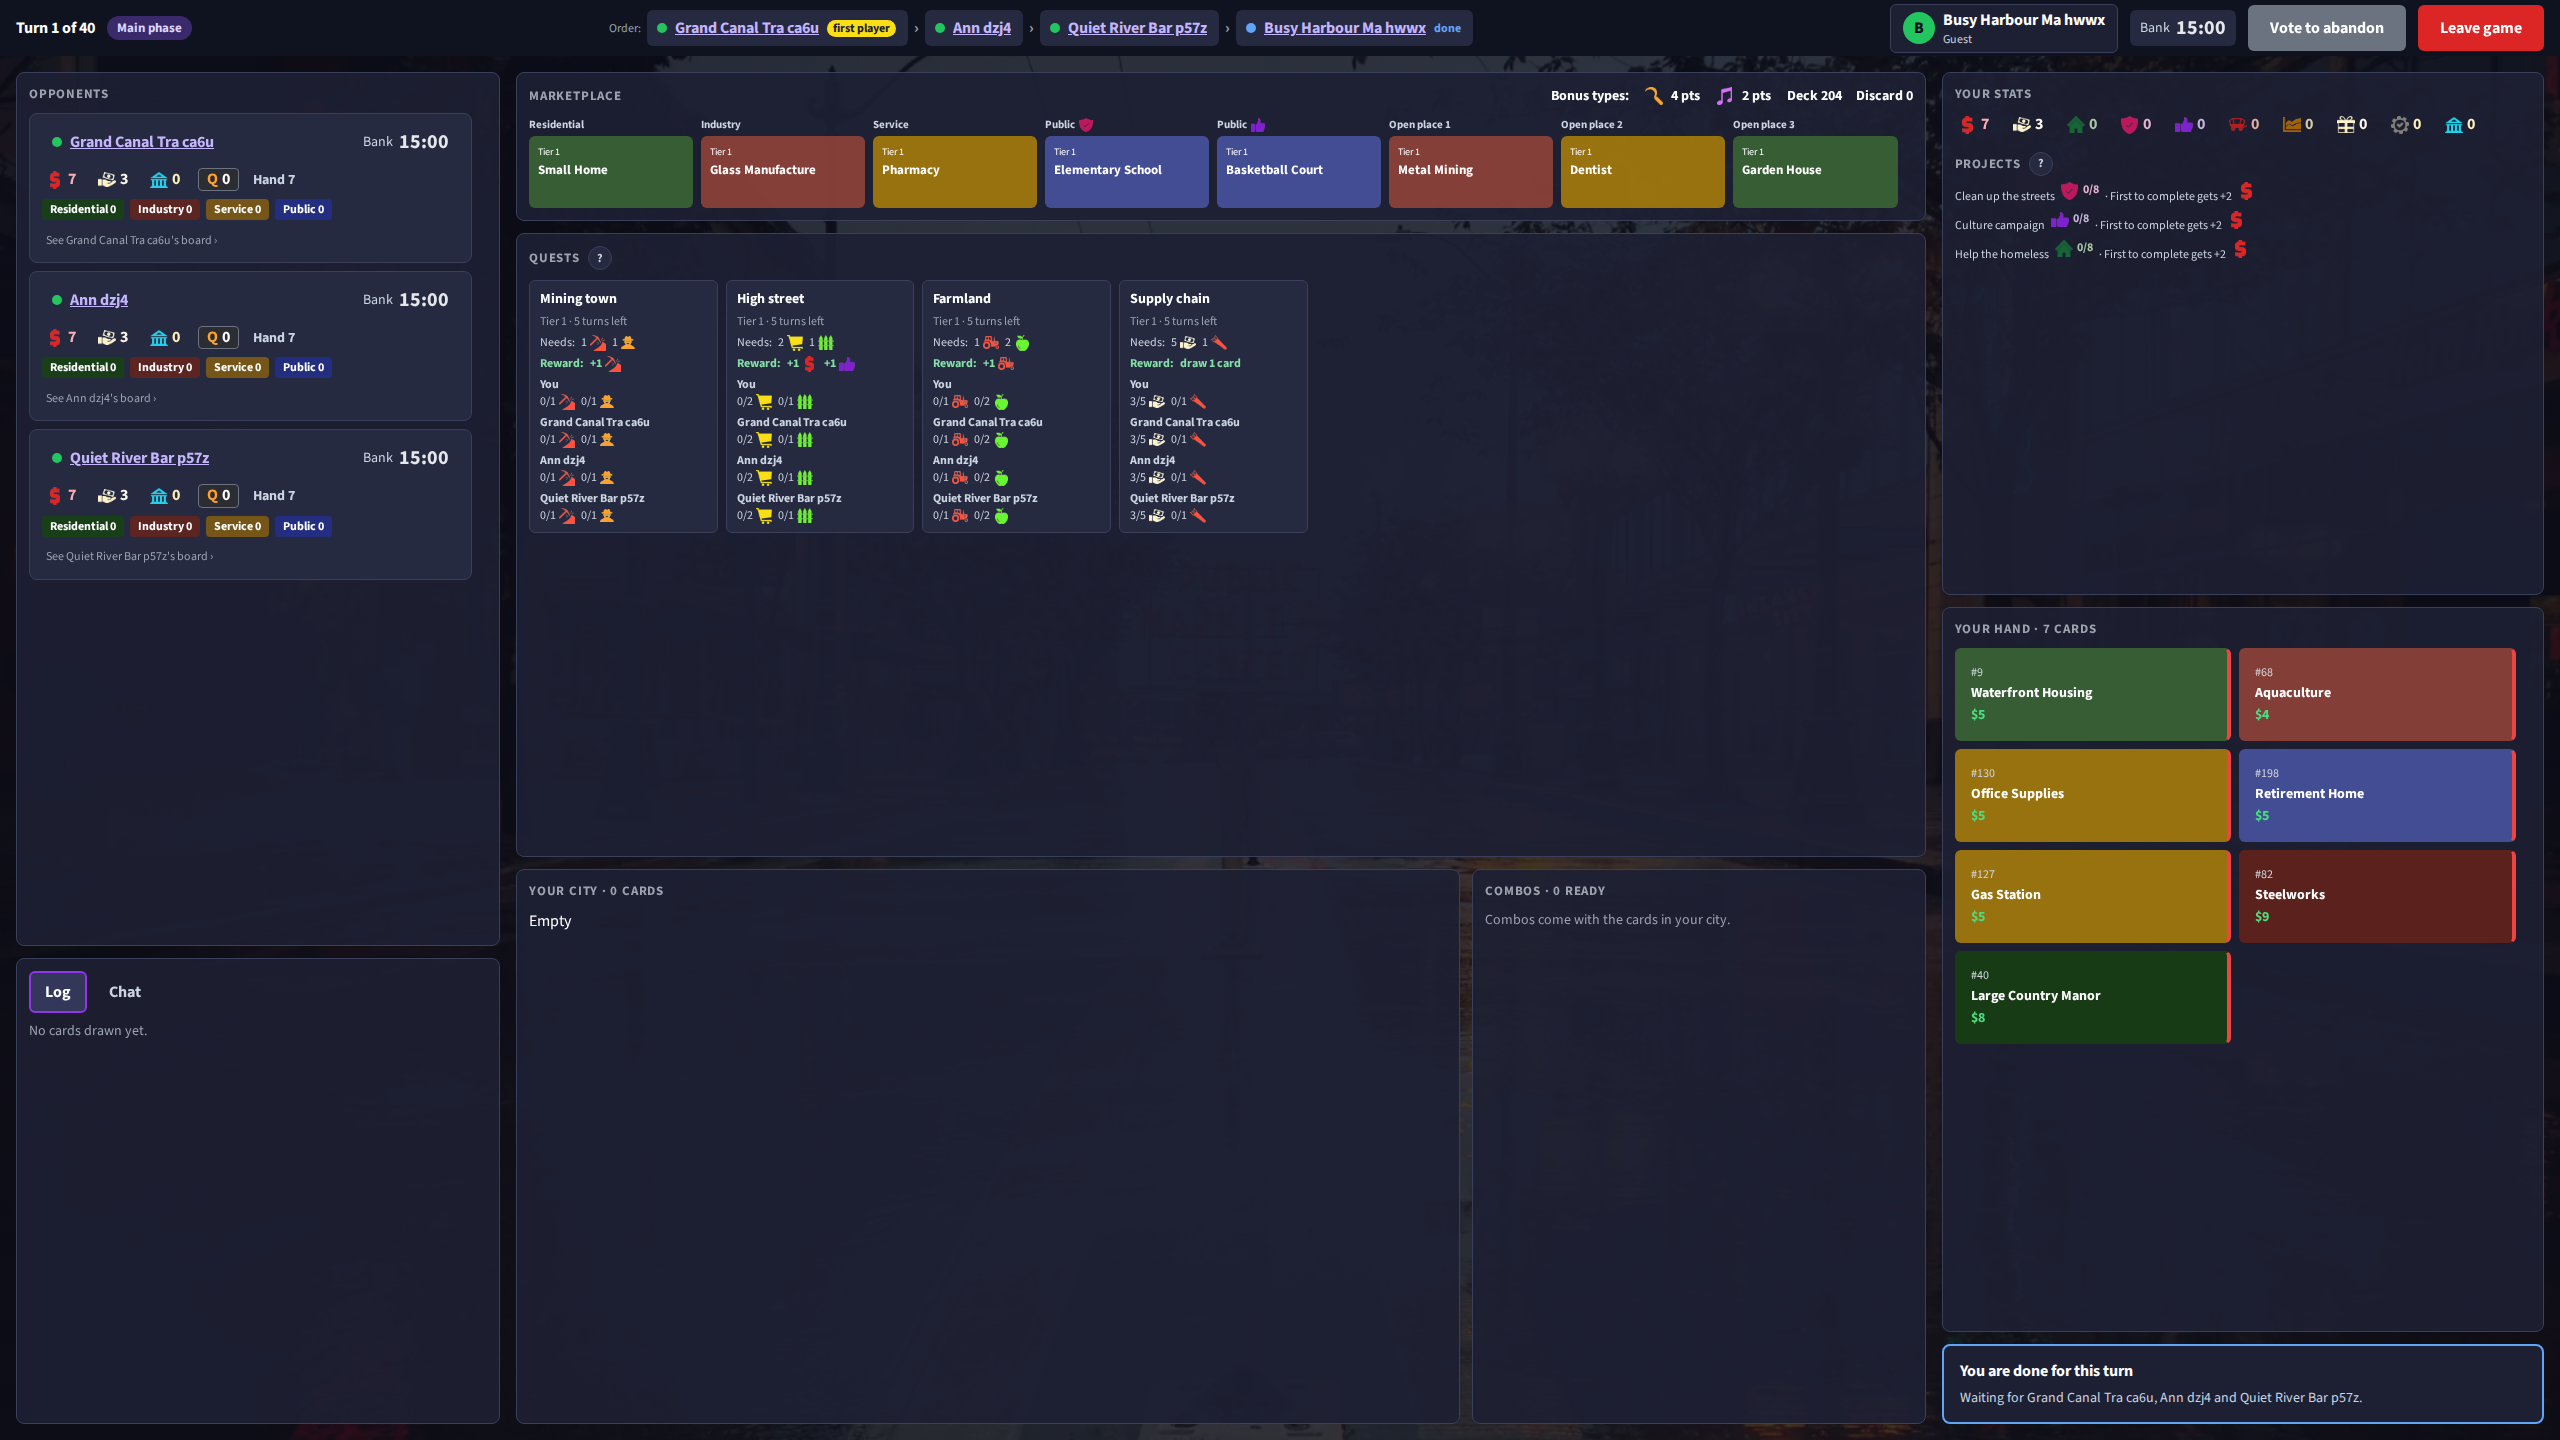 Turn 1 of 40 Main phase
Order: Grand Canal Tra ca6u first player › Ann dzj4 › Quiet River Bar p57z › Busy Harbour Ma hwwx done
B Busy Harbour Ma hwwx
Guest
Bank 15:00
Vote to abandon
Leave game
OPPONENTS
Grand Canal Tra ca6u Bank 15:00
7 3 0 Q 0 Hand 7
Residential 0 Industry 0 Service 0 Public 0
See Grand Canal Tra ca6u's board ›
Ann dzj4 Bank 15:00
7 3 0 Q 0 Hand 7
Residential 0 Industry 0 Service 0 Public 0
See Ann dzj4's board ›
Quiet River Bar p57z Bank 15:00
7 3 0 Q 0 Hand 7
Residential 0 Industry 0 Service 0 Public 0
See Quiet River Bar p57z's board ›
Log Chat
No cards drawn yet.
MARKETPLACE
Bonus types: 4 pts 2 pts Deck 204 Discard 0
Residential
Tier 1
Small Home
Industry
Tier 1
Glass Manufacture
Service
Tier 1
Pharmacy
Public
Tier 1
Elementary School
Public
Tier 1
Basketball Court
Open place 1
Tier 1
Metal Mining
Open place 2
Tier 1
Dentist
Open place 3
Tier 1
Garden House
QUESTS ?
Mining town
Tier 1 · 5 turns left
Needs: 1 1
Reward: +1
You
0/1 0/1
Grand Canal Tra ca6u
0/1 0/1
Ann dzj4
0/1 0/1
Quiet River Bar p57z
0/1 0/1
High street
Tier 1 · 5 turns left
Needs: 2 1
Reward: +1 $ +1
You
0/2 0/1
Grand Canal Tra ca6u
0/2 0/1
Ann dzj4
0/2 0/1
Quiet River Bar p57z
0/2 0/1
Farmland
Tier 1 · 5 turns left
Needs: 1 2
Reward: +1
You
0/1 0/2
Grand Canal Tra ca6u
0/1 0/2
Ann dzj4
0/1 0/2
Quiet River Bar p57z
0/1 0/2
Supply chain
Tier 1 · 5 turns left
Needs: 5 1
Reward: draw 1 card
You
3/5 0/1
Grand Canal Tra ca6u
3/5 0/1
Ann dzj4
3/5 0/1
Quiet River Bar p57z
3/5 0/1
YOUR CITY · 0 CARDS
Empty
COMBOS · 0 READY
Combos come with the cards in your city.
YOUR STATS
$ 7 3 0 0 0 0 0 0 0 0
PROJECTS ?
Clean up the streets 0/8 · First to complete gets +2 $
Culture campaign 0/8 · First to complete gets +2 $
Help the homeless 0/8 · First to complete gets +2 $
YOUR HAND · 7 CARDS
#9
Waterfront Housing
$5
#68
Aquaculture
$4
#130
Office Supplies
$5
#198
Retirement Home
$5
#127
Gas Station
$5
#82
Steelworks
$9
#40
Large Country Manor
$8
You are done for this turn
Waiting for Grand Canal Tra ca6u, Ann dzj4 and Quiet River Bar p57z.